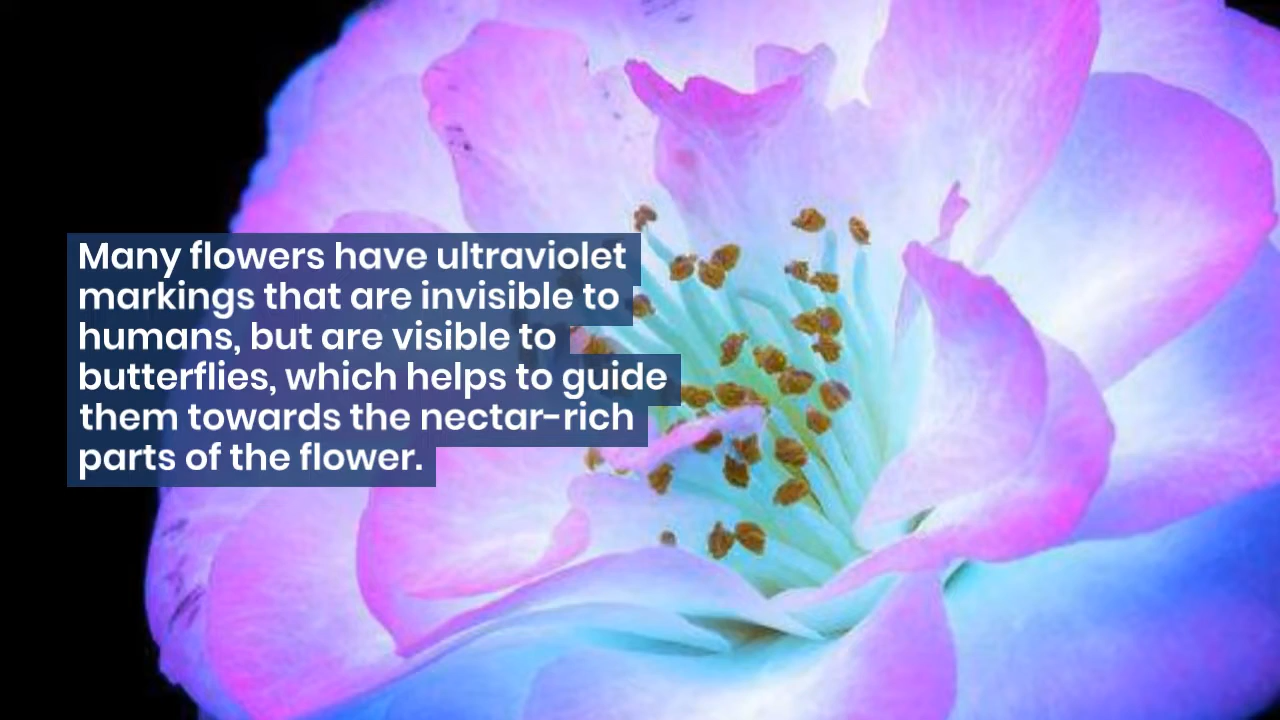 Many flowers have ultraviolet
markings that are invisible to
humans, but are visible to
butterflies, which helps to guide
them towards the nectar-rich
parts of the flower.